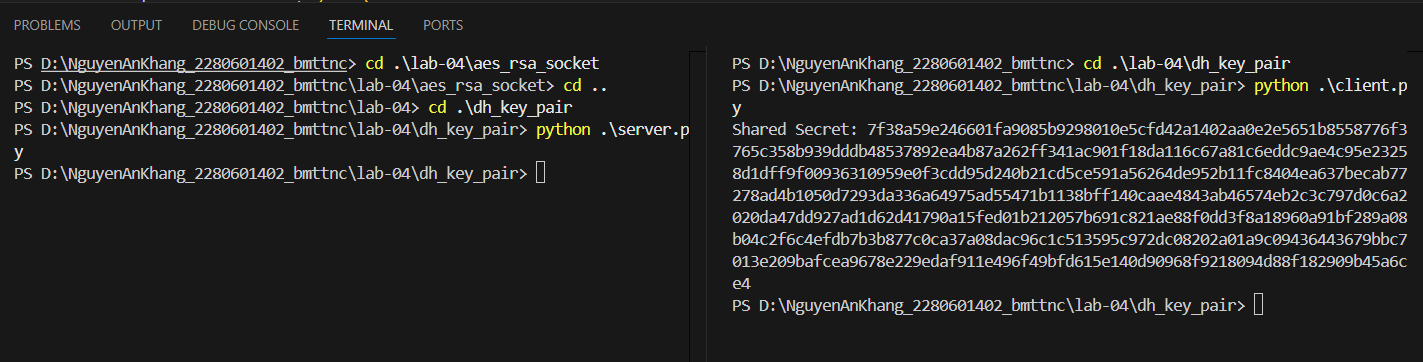 PROBLEMS OUTPUT DEBUG CONSOLE TERMINAL PORTS
PS D:\NguyenAnKhang_2280601402_bmttnc> cd .\lab-04\aes_rsa_socket
PS D:\NguyenAnKhang_2280601402_bmttnc\lab-04\aes_rsa_socket> cd ..
PS D:\NguyenAnKhang_2280601402_bmttnc\lab-04> cd .\dh_key_pair
PS D:\NguyenAnKhang_2280601402_bmttnc\lab-04\dh_key_pair> python .\server.p
y
PS D:\NguyenAnKhang_2280601402_bmttnc\lab-04\dh_key_pair>
PS D:\NguyenAnKhang_2280601402_bmttnc> cd .\lab-04\dh_key_pair
PS D:\NguyenAnKhang_2280601402_bmttnc\lab-04\dh_key_pair> python .\client.p
y
Shared Secret: 7f38a59e246601fa9085b9298010e5cfd42a1402aa0e2e5651b8558776f3
765c358b939dddb48537892ea4b87a262ff341ac901f18da116c67a81c6eddc9ae4c95e2325
8d1dff9f00936310959e0f3cdd95d240b21cd5ce591a56264de952b11fc8404ea637becab77
278ad4b1050d7293da336a64975ad55471b1138bff140caae4843ab46574eb2c3c797d0c6a2
020da47dd927ad1d62d41790a15fed01b212057b691c821ae88f0dd3f8a18960a91bf289a08
b04c2f6c4efdb7b3b877c0ca37a08dac96c1c513595c972dc08202a01a9c09436443679bbc7
013e209bafcea9678e229edaf911e496f49bfd615e140d90968f9218094d88f182909b45a6c
e4
PS D:\NguyenAnKhang_2280601402_bmttnc\lab-04\dh_key_pair>